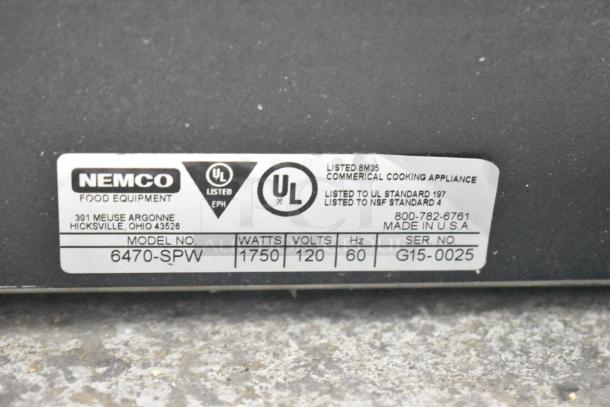 NEMCO
FOOD EQUIPMENT
391 MEUSE ARGONNE
HICKSVILLE, OHIO 43526
UL
LISTED
EPH
UL
LISTED 8M35
COMMERICAL COOKING APPLIANCE
LISTED TO UL STANDARD 197
LISTED TO NSF STANDARD 4
800-782-6761
MADE IN U.S.A.
MODEL NO. WATTS VOLTS Hz SER. NO.
6470-SPW 1750 120 60 G15-0025